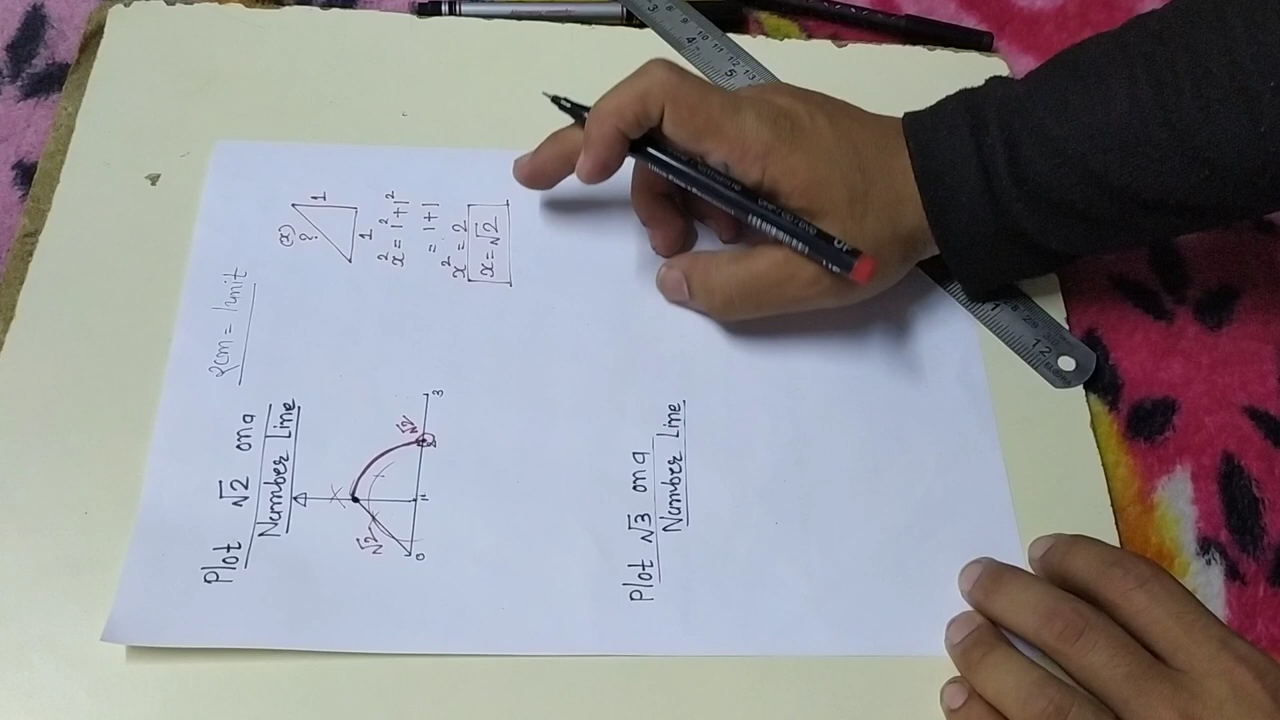 Plot √2 on a
Number Line
2cm = 1unit
√2
√2
0
1
3
(x)
?
1
1
x² = 1² + 1²
= 1 + 1
x² = 2
x = √2
Plot √3 on a
Number Line